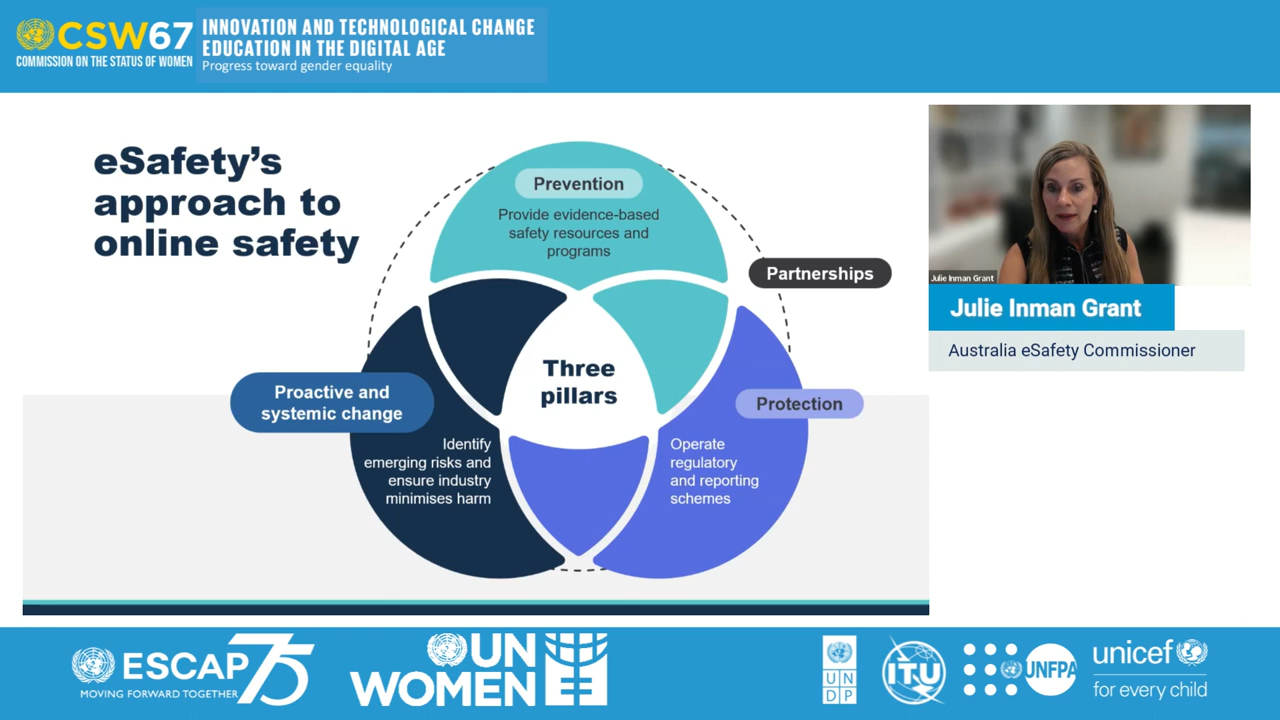 CSW67
COMMISSION ON THE STATUS OF WOMEN
INNOVATION AND TECHNOLOGICAL CHANGE
EDUCATION IN THE DIGITAL AGE
Progress toward gender equality
eSafety’s
approach to
online safety
Prevention
Provide evidence-based
safety resources and
programs
Partnerships
Three
pillars
Proactive and
systemic change
Identify
emerging risks and
ensure industry
minimises harm
Protection
Operate
regulatory
and reporting
schemes
Julie Inman Grant
Julie Inman Grant
Australia eSafety Commissioner
ESCAP 75
MOVING FORWARD TOGETHER
UN
WOMEN
U N
D P
ITU
UNFPA
unicef
for every child